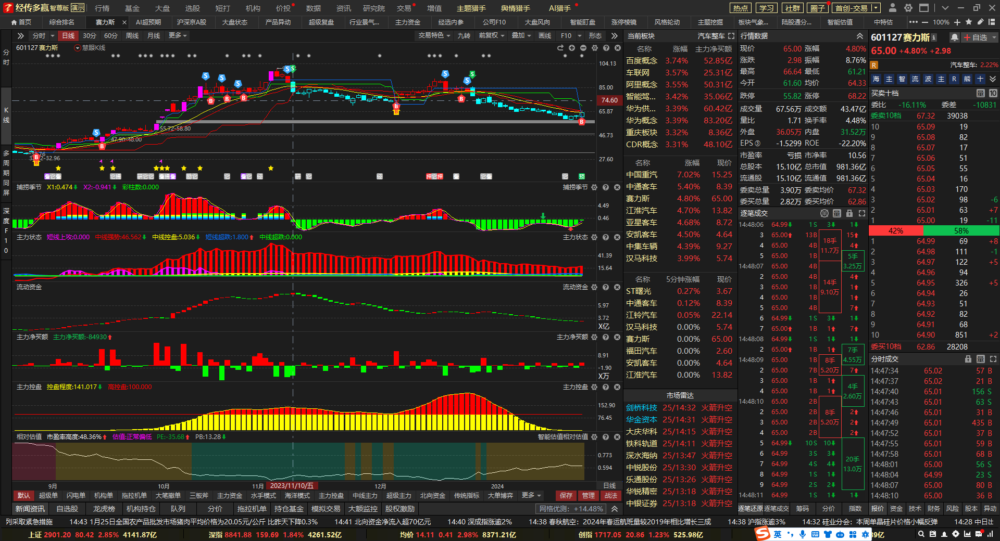 经传多赢 智尊版 演示 行情 基金 大盘 选股 短打 机构 价投 数据 资讯 研究院 交易 增值 主题猎手 舆情猎手 AI猎手 热点 学习 社群 圈子 首创-交易
首页 综合排名 赛力斯 × AI超预期 沪深京A股 大盘状态 产品异动 超级复盘 行业景气... 主力资金 经选内参 公司F10 大盘风向 智能盯盘 涨停棱镜 风格轮动 主题挖掘 板块气象... 陆股通分... 智能估值 中特估 100%
分时 日线 30分 60分 周线 月线 更多 交易特色 九转 前复权 叠加 画线 F10 形态
601127 赛力斯 慧眼K线
分时
K线
多周期同屏
深度F10
104.13
85.00
74.60
65.87
46.73
27.60
55.72-58.80
47.90-48.00
捕捞季节 X1:0.474 X2:-0.941 彩柱数:0.000 捕捞季节
4.49
0.46
主力状态 短线上攻:0.000 中线强势:46.562 中线控盘:5.036 短线超跌:1.800 中线超跌:0.000 主力状态
41.39
15.64
流动资金 流动资金
5.97
3.72
X亿
主力净买额 主力净买额:-84930 主力净买额
8.91
-1.90
X万
主力控盘 控盘程度:141.017 高控盘:100.000 主力控盘
152.90
76.45
相对估值 市盈率高度:48.36% 估值:正常偏低 PE:-35.68 PB:13.28 智能估值相对估值
0.773
0.594
9月 10月 11月 2023/11/10/五 12月 2024 日线
默认 超级单 闪电单 机构单 拖拉机单 大笔撤单 三板斧 主力资金 水手模式 海洋模式 主力控盘 中线主力 超级主力 北向资金 传统指标 大单博弈 更多 保存 管理 战法
新闻资讯 自选股 龙虎榜 机构持仓 队列 分价 拖拉机单 持仓基金 模拟交易 大额监控 股权激励 网格优测：+14.48%
当前板块 汽车整车
名称 涨幅 主力净买额
百度概念 3.74% 52.85亿
车联网 3.57% 25.31亿
阿里概念 3.55% 50.31亿
智能驾... 3.42% 35.06亿
华为供... 3.39% 60.42亿
华为概念 3.39% 83.20亿
重庆板块 3.32% 8.36亿
CDR概念 3.31% 48.10亿
名称 涨幅 现价
中国重汽 7.02% 15.25
中通客车 5.40% 8.39
赛力斯 4.80% 65.00
江淮汽车 4.70% 13.82
亚星客车 4.68% 8.72
安凯客车 4.50% 4.64
中集车辆 4.39% 9.27
汉马科技 3.99% 5.74
名称 5分钟涨幅 现价
ST曙光 0.27% 3.67
中通客车 0.12% 8.39
江铃汽车 0.05% 22.14
汉马科技 0.00% 5.74
赛力斯 0.00% 65.00
福田汽车 0.00% 2.60
安凯客车 0.00% 4.64
江淮汽车 0.00% 13.82
市场雷达
剑桥科技 25/14:32 火箭升空
华金资本 25/14:31 火箭升空
大庆华科 25/14:15 火箭升空
铁科轨道 25/14:11 火箭升空
深水海纳 25/13:47 火箭升空
中锐股份 25/13:30 火箭升空
乐通股份 25/13:26 火箭升空
华锐精密 25/13:18 火箭升空
中银证券 25/13:18 火箭升空
行情数据
现价 65.00 涨幅 4.80%
涨跌 2.98 振幅 8.76%
最高 66.64 最低 61.21
今开 61.60 均价 64.33
跌停 55.82 涨停 68.22
成交量 67.56万 成交额 43.47亿
量比 1.71 换手率 4.48%
外盘 36.05万 内盘 31.52万
EPS③ -1.5299 ROE -22.20%
市盈率 亏损 市净率 10.56
总股本 15.10亿 总市值 981.36亿
流通股 15.10亿 流通值 981.36亿
委卖总量 3.90万 委卖均价 67.32
委买总量 2.82万 委买均价 62.86
逐笔成交
14:48:06 64.99 1 S 3 1
3 65.00 13 B 15
4 65.00 4 B 4
5 65.00 1 B
14:48:07 65.00 4 B
2 65.00 4 B 4
3 65.00 1 B 1
4 65.00 1 B 1
5 65.00 4 B 7
6 64.99 1 S 3 1
7 65.00 1 B 1 7
14:48:08 64.99 1 S 1 1
2 65.00 1 B 1
14:48:09 65.00 1 B
2 65.00 7 B 7
3 65.00 1 B 1
4 65.00 1 B 1
14:48:10 65.00 2 B
2 65.00 2 B 2
3 65.00 2 B 2
4 65.00 2 B 2
5 64.99 10 S 10
6 64.99 3 S 3
7 64.99 4 S 4
8 64.99 1 S 1
9 64.99 2 S 2
14:48:11 64.99 1 S 1 1
18手
11.7万
5手
3.25万
14手
9.10万
7手
4.55万
8手
5.20万
4手
2.60万
8手
5.20万
20手
13.0万
逐笔还原 逐笔成交 筹码 分价 指数
601127 赛力斯 自选
65.00 +4.80% +2.98
R 汽车整车: 2.22%
海 主 智 流 波 主 R 熊 十
买卖十档 量 10
委比 -16.11% 委差 -10831
委卖10档 67.32 39038
10 65.09 19
9 65.08 82
8 65.07 17
7 65.06 51
6 65.05 55
5 65.04 16
4 65.03 170
3 65.02 98 -6
2 65.01 63 +7
1 65.00 19 -11
42% 58%
1 64.99 69 +8
2 64.98 111 -1
3 64.97 122 +5
4 64.96 94
5 64.95 326 +5
6 64.94 26
7 64.93 51
8 64.92 82
9 64.91 68
10 64.90 851 +2
委买10档 62.86 28208
分时成交
14:47:34 65.02 57 B
14:47:37 65.02 21 B
14:47:40 65.01 156 S
14:47:43 65.01 63 S
14:47:46 65.01 31 B
14:47:49 65.01 435 B
14:47:52 65.01 37 B
14:47:55 65.01 59 B
14:47:58 65.01 68 B
14:48:01 65.00 56 S
14:48:04 64.99 23 S
14:48:07 65.00 80 B
14:48:10 65.00 36 B
报价 资金 技术 财务 风险 股本 异动
列采取紧急措施 14:43 1月25日全国农产品批发市场猪肉平均价格为20.05元/公斤 比昨天下降0.3% 14:41 北向资金净流入超70亿元 14:40 深成指涨逾2% 14:38 春秋航空：2024年春运航班量较2019年相比增长三成 14:38 沪指涨逾3% 14:32 硅业分会：本周单晶硅片价格小幅反弹 14:28 中日出
上证 2901.20 80.42 2.85% 4141.87亿 深指 8841.88 159.69 1.84% 4261.52亿 均价 14.11 0.41 2.98% 8371.21亿 创指 1717.05 20.86 1.23% 525.98亿 英